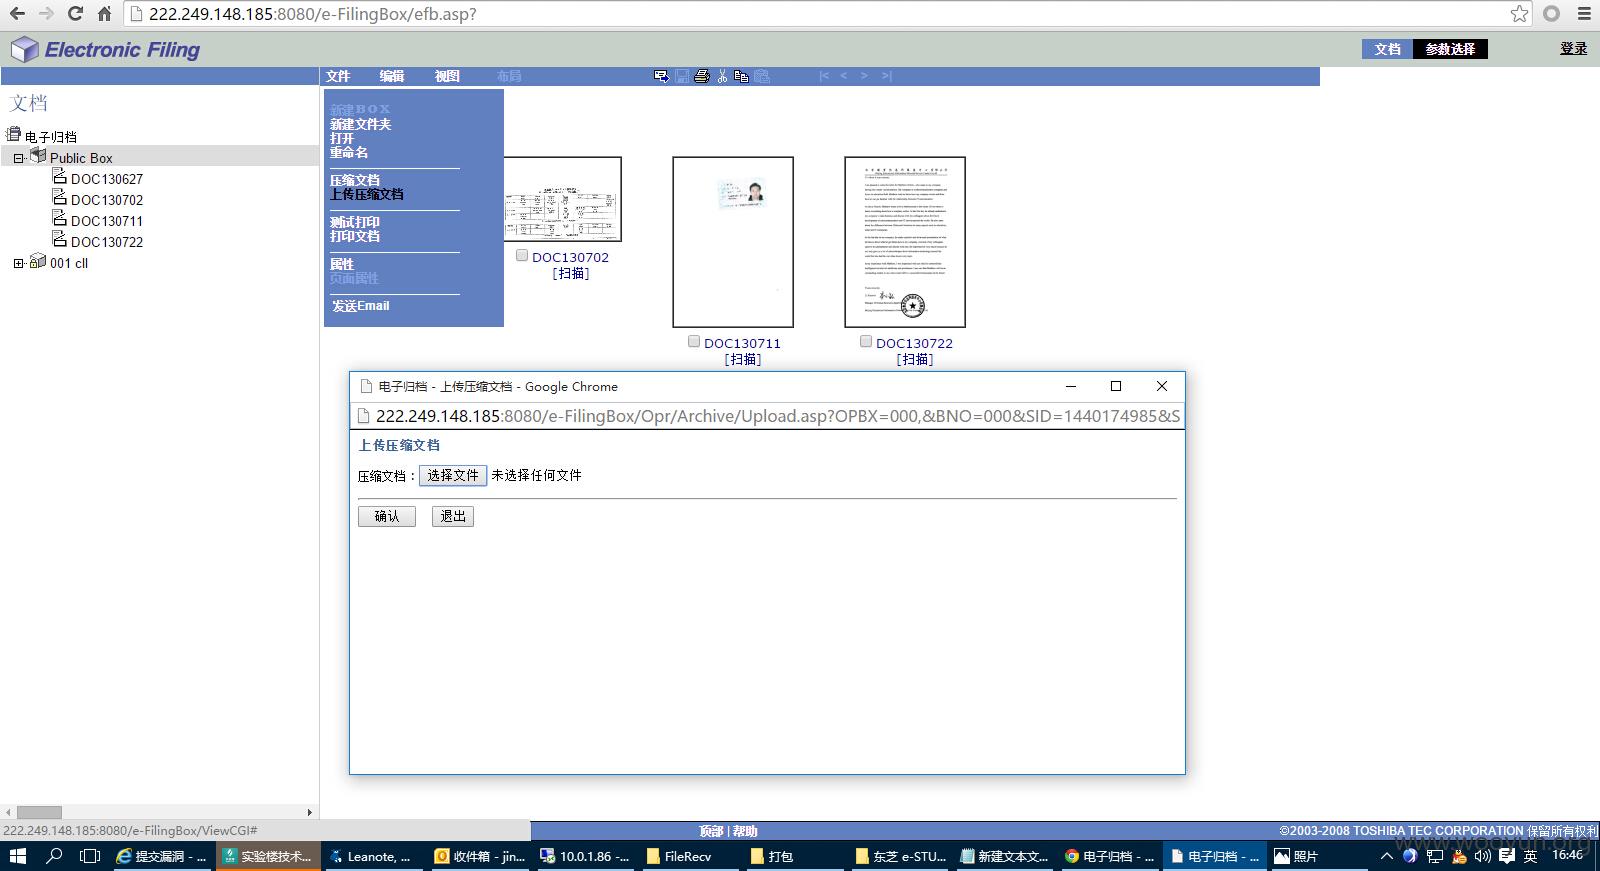 222.249.148.185:8080/e-FilingBox/efb.asp?
Electronic Filing
文档
参数选择
登录
文件
编辑
视图
布局
|<
<
>
>|
文档
电子归档
Public Box
DOC130627
DOC130702
DOC130711
DOC130722
001 cll
新建BOX
新建文件夹
打开
重命名
压缩文档
上传压缩文档
测试打印
打印文档
属性
页面属性
发送Email
DOC130702
[扫描]
DOC130711
[扫描]
DOC130722
[扫描]
电子归档 - 上传压缩文档 - Google Chrome
222.249.148.185:8080/e-FilingBox/Opr/Archive/Upload.asp?OPBX=000,&BNO=000&SID=1440174985&S
上传压缩文档
压缩文档：
选择文件
未选择任何文件
确认
退出
222.249.148.185:8080/e-FilingBox/ViewCGI#
顶部 | 帮助
©2003-2008 TOSHIBA TEC CORPORATION 保留所有权利
www.wooyun.org
提交漏洞 - ...
实验楼技术...
Leanote, ...
收件箱 - jin...
10.0.1.86 -...
FileRecv
打包
东芝 e-STU...
新建文本文...
电子归档 - ...
电子归档 - ...
照片
英
16:46